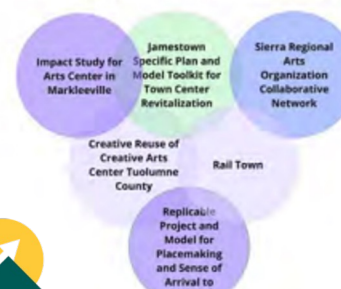 Impact Study for
Arts Center in
Markleeville
Jamestown
Specific Plan and
Model Toolkit for
Town Center
Revitalization
Sierra Regional
Arts
Organization
Collaborative
Network
Creative Reuse of
Creative Arts
Center Tuolumne
County
Rail Town
Replicable
Project and
Model for
Placemaking
and Sense of
Arrival to